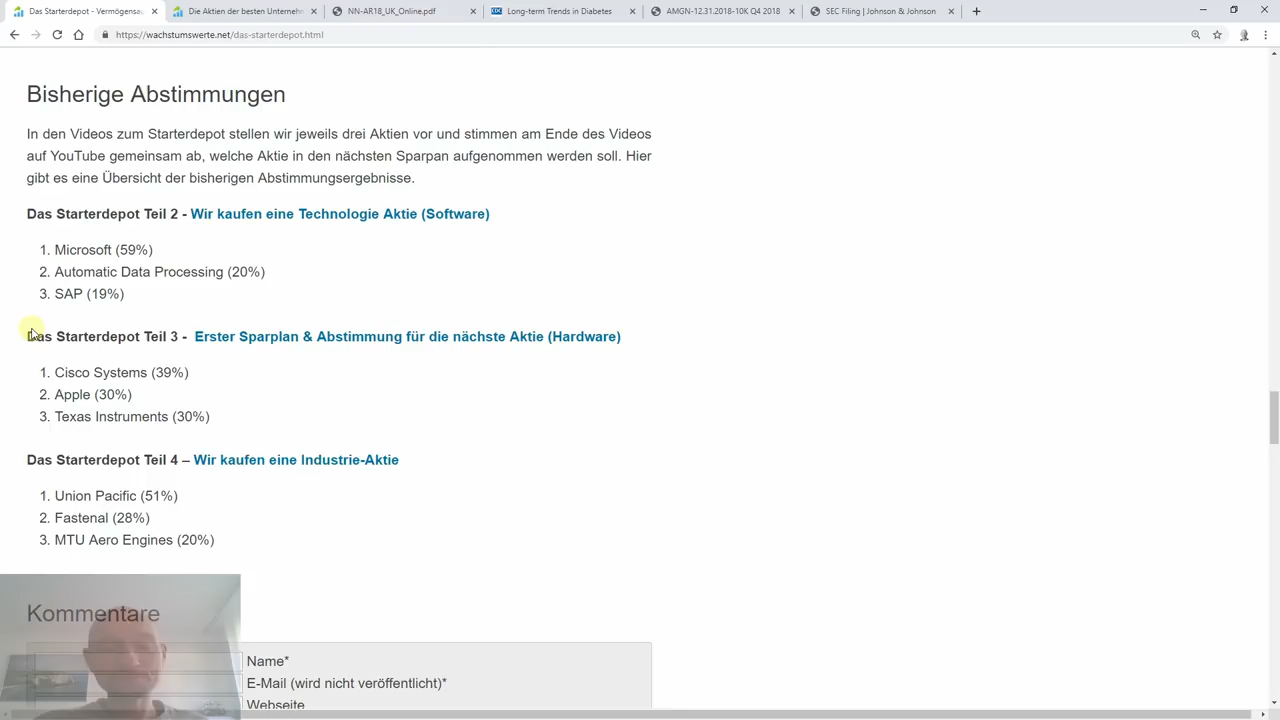 Das Starterdepot - Vermögensau
Die Aktien der besten Unternehm
NN-AR18_UK_Online.pdf
CDC
Long-term Trends in Diabetes
AMGN-12.31.2018-10K Q4 2018
SEC Filing | Johnson & Johnson
https://wachstumswerte.net/das-starterdepot.html
Bisherige Abstimmungen
In den Videos zum Starterdepot stellen wir jeweils drei Aktien vor und stimmen am Ende des Videos
auf YouTube gemeinsam ab, welche Aktie in den nächsten Sparpan aufgenommen werden soll. Hier
gibt es eine Übersicht der bisherigen Abstimmungsergebnisse.
Das Starterdepot Teil 2 - Wir kaufen eine Technologie Aktie (Software)
1. Microsoft (59%)
2. Automatic Data Processing (20%)
3. SAP (19%)
Das Starterdepot Teil 3 - Erster Sparplan & Abstimmung für die nächste Aktie (Hardware)
1. Cisco Systems (39%)
2. Apple (30%)
3. Texas Instruments (30%)
Das Starterdepot Teil 4 – Wir kaufen eine Industrie-Aktie
1. Union Pacific (51%)
2. Fastenal (28%)
3. MTU Aero Engines (20%)
Kommentare
Name*
E-Mail (wird nicht veröffentlicht)*
Webseite